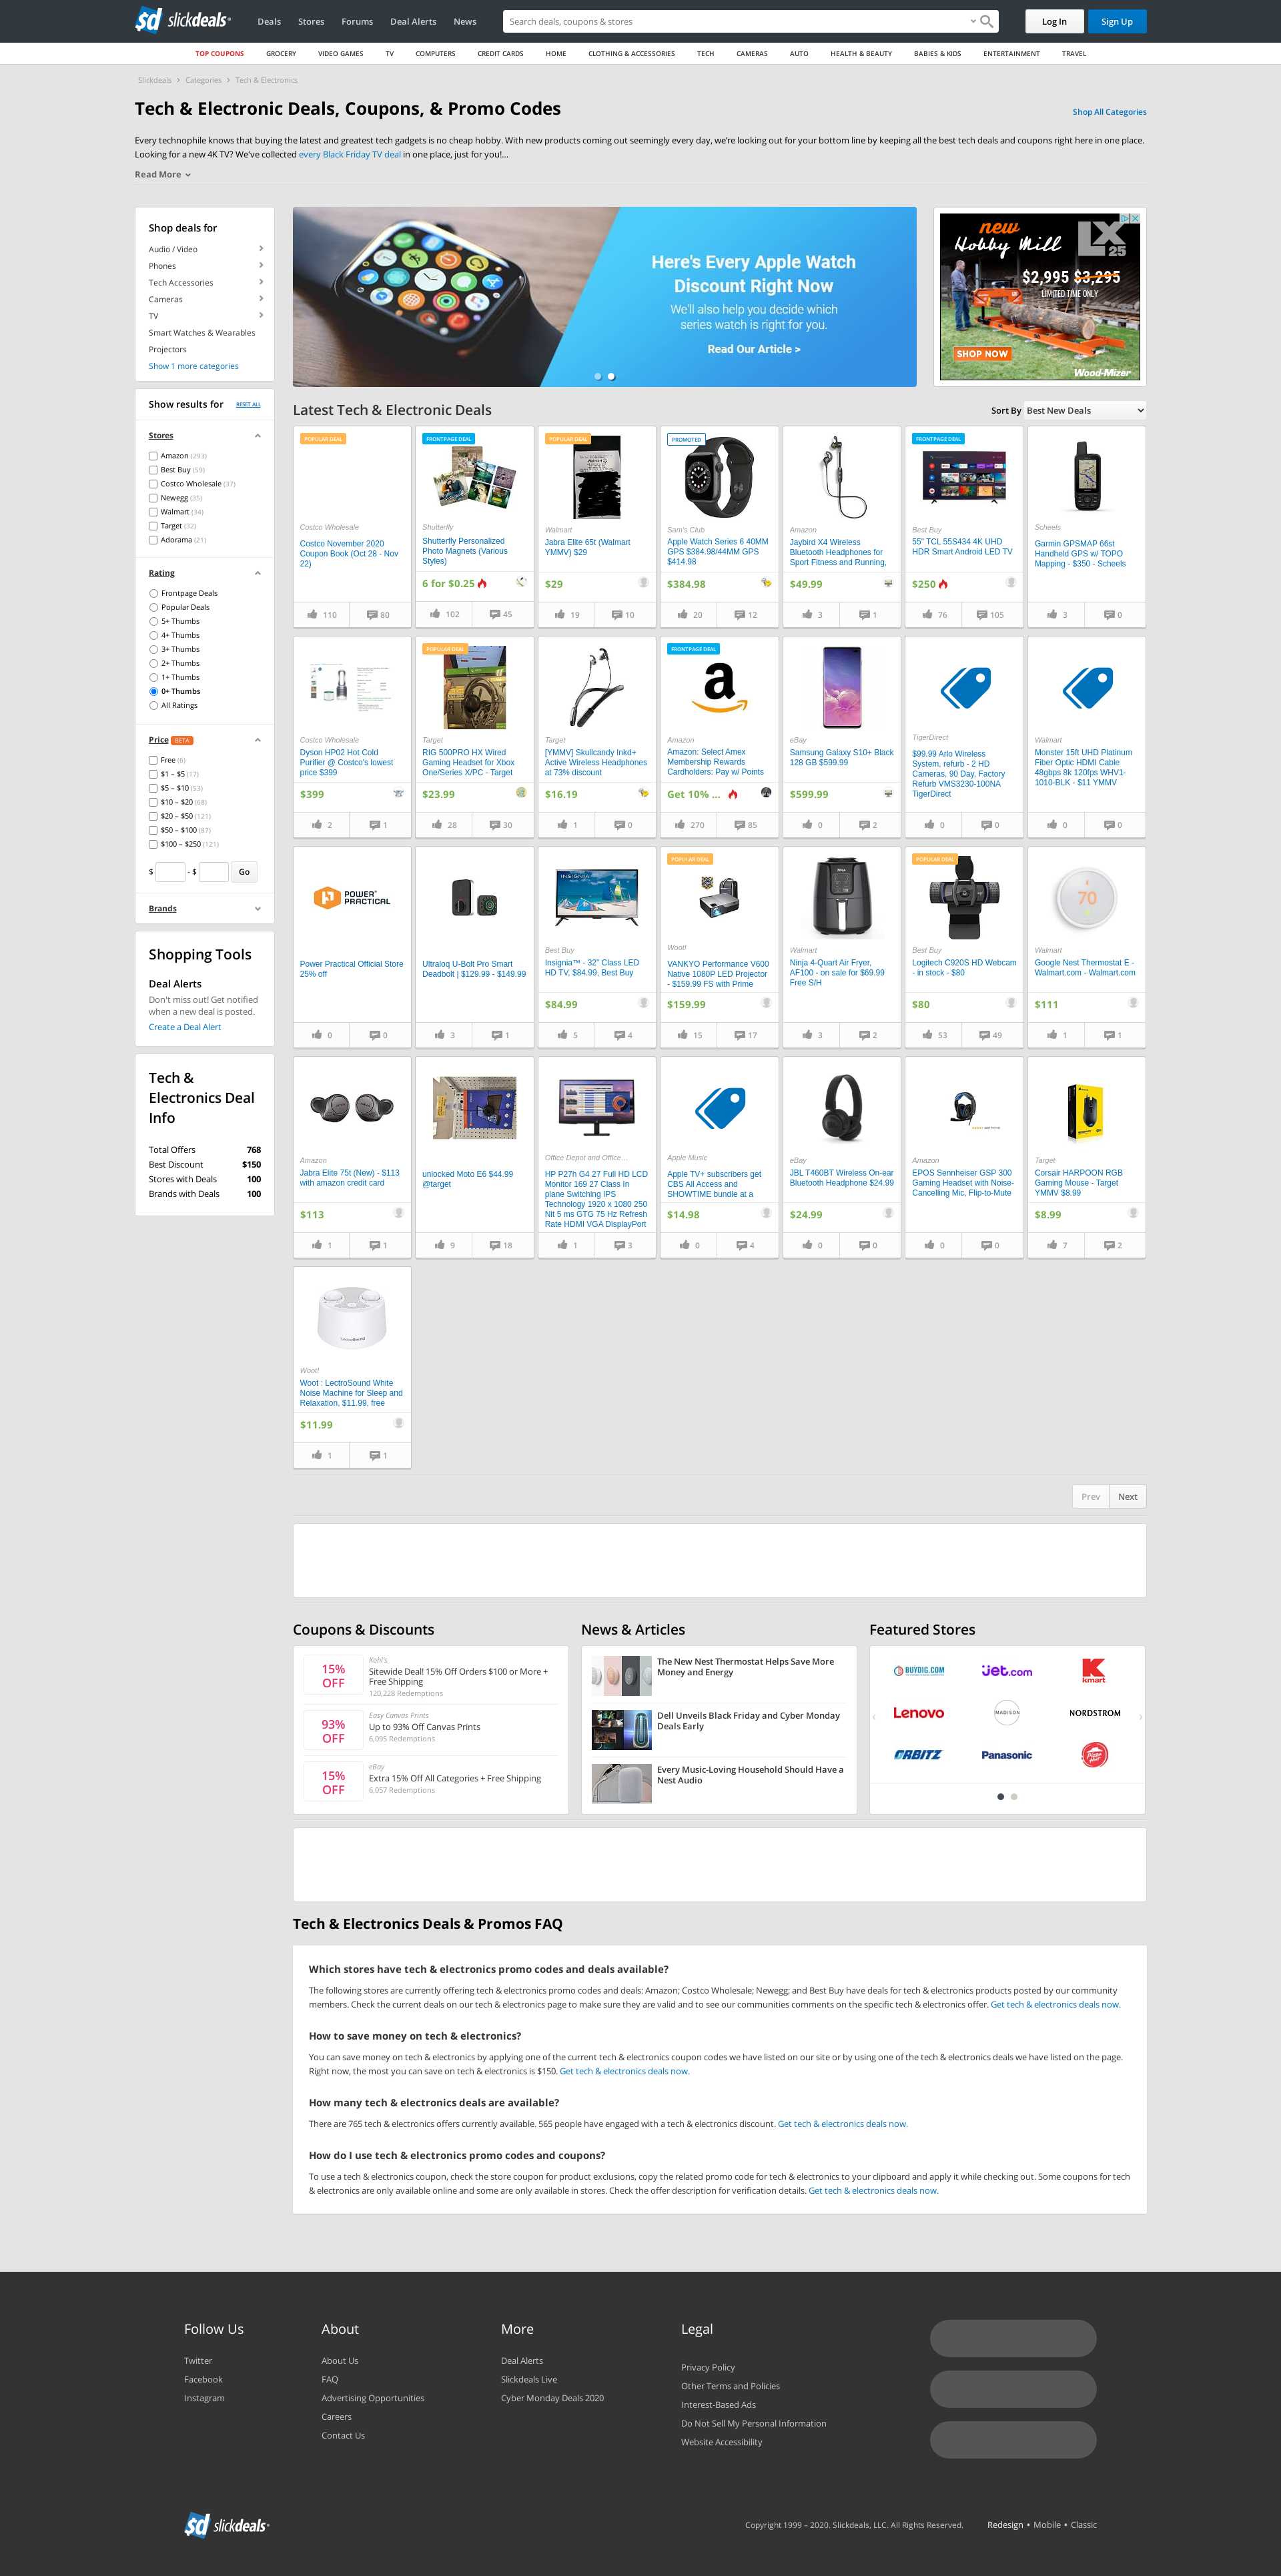 slickdeals
Deals
Stores
Forums
Deal Alerts
News
Search deals, coupons & stores
Log In
Sign Up
TOP COUPONS
GROCERY
VIDEO GAMES
TV
COMPUTERS
CREDIT CARDS
HOME
CLOTHING & ACCESSORIES
TECH
CAMERAS
AUTO
HEALTH & BEAUTY
BABIES & KIDS
ENTERTAINMENT
TRAVEL
Slickdeals > Categories > Tech & Electronics
Tech & Electronic Deals, Coupons, & Promo Codes
Shop All Categories
Every technophile knows that buying the latest and greatest tech gadgets is no cheap hobby. With new products coming out seemingly every day, we're looking out for your bottom line by keeping all the best tech deals and coupons right here in one place.
Looking for a new 4K TV? We've collected every Black Friday TV deal in one place, just for you!...
Read More
Shop deals for
Audio / Video
Phones
Tech Accessories
Cameras
TV
Smart Watches & Wearables
Projectors
Show 1 more categories
Here's Every Apple Watch
Discount Right Now
We'll also help you decide which
series watch is right for you.
Read Our Article >
new
Hobby Mill
LX
25
$2,995 $3,295
LIMITED TIME ONLY
SHOP NOW
Wood-Mizer
Show results for
RESET ALL
Stores
Amazon (293)
Best Buy (59)
Costco Wholesale (37)
Newegg (35)
Walmart (34)
Target (32)
Adorama (21)
Rating
Frontpage Deals
Popular Deals
5+ Thumbs
4+ Thumbs
3+ Thumbs
2+ Thumbs
1+ Thumbs
0+ Thumbs
All Ratings
Price BETA
Free (6)
$1 – $5 (17)
$5 – $10 (53)
$10 – $20 (68)
$20 – $50 (121)
$50 – $100 (87)
$100 – $250 (121)
$ - $ Go
Brands
Shopping Tools
Deal Alerts
Don't miss out! Get notified
when a new deal is posted.
Create a Deal Alert
Tech &
Electronics Deal
Info
Total Offers 768
Best Discount $150
Stores with Deals 100
Brands with Deals 100
Latest Tech & Electronic Deals
Sort By Best New Deals
POPULAR DEAL
Costco Wholesale
Costco November 2020
Coupon Book (Oct 28 - Nov
22)
110 80
FRONTPAGE DEAL
Shutterfly
Shutterfly Personalized
Photo Magnets (Various
Styles)
6 for $0.25
102 45
POPULAR DEAL
Walmart
Jabra Elite 65t (Walmart
YMMV) $29
$29
19 10
PROMOTED
Sam's Club
Apple Watch Series 6 40MM
GPS $384.98/44MM GPS
$414.98
$384.98
20 12
Amazon
Jaybird X4 Wireless
Bluetooth Headphones for
Sport Fitness and Running,
$49.99
3 1
FRONTPAGE DEAL
Best Buy
55" TCL 55S434 4K UHD
HDR Smart Android LED TV
$250
76 105
Scheels
Garmin GPSMAP 66st
Handheld GPS w/ TOPO
Mapping - $350 - Scheels
3 0
Costco Wholesale
Dyson HP02 Hot Cold
Purifier @ Costco's lowest
price $399
$399
2 1
POPULAR DEAL
Target
RIG 500PRO HX Wired
Gaming Headset for Xbox
One/Series X/PC - Target
$23.99
28 30
Target
[YMMV] Skullcandy Inkd+
Active Wireless Headphones
at 73% discount
$16.19
1 0
FRONTPAGE DEAL
a
Amazon
Amazon: Select Amex
Membership Rewards
Cardholders: Pay w/ Points
Get 10% ...
270 85
eBay
Samsung Galaxy S10+ Black
128 GB $599.99
$599.99
0 2
TigerDirect
$99.99 Arlo Wireless
System, refurb - 2 HD
Cameras, 90 Day, Factory
Refurb VMS3230-100NA
TigerDirect
0 0
Walmart
Monster 15ft UHD Platinum
Fiber Optic HDMI Cable
48gbps 8k 120fps WHV1-
1010-BLK - $11 YMMV
0 0
POWER
PRACTICAL
Power Practical Official Store
25% off
0 0
Ultraloq U-Bolt Pro Smart
Deadbolt | $129.99 - $149.99
3 1
INSIGNIA
Best Buy
Insignia™ - 32" Class LED
HD TV, $84.99, Best Buy
$84.99
5 4
POPULAR DEAL
Woot!
VANKYO Performance V600
Native 1080P LED Projector
- $159.99 FS with Prime
$159.99
15 17
Walmart
Ninja 4-Quart Air Fryer,
AF100 - on sale for $69.99
Free S/H
3 2
POPULAR DEAL
Best Buy
Logitech C920S HD Webcam
- in stock - $80
$80
53 49
70
Walmart
Google Nest Thermostat E -
Walmart.com - Walmart.com
$111
1 1
Amazon
Jabra Elite 75t (New) - $113
with amazon credit card
$113
1 1
unlocked Moto E6 $44.99
@target
9 18
Office Depot and Office...
HP P27h G4 27 Full HD LCD
Monitor 169 27 Class In
plane Switching IPS
Technology 1920 x 1080 250
Nit 5 ms GTG 75 Hz Refresh
Rate HDMI VGA DisplayPort
1 3
Apple Music
Apple TV+ subscribers get
CBS All Access and
SHOWTIME bundle at a
$14.98
0 4
eBay
JBL T460BT Wireless On-ear
Bluetooth Headphone $24.99
$24.99
0 0
Amazon
EPOS Sennheiser GSP 300
Gaming Headset with Noise-
Cancelling Mic, Flip-to-Mute
0 0
Target
Corsair HARPOON RGB
Gaming Mouse - Target
YMMV $8.99
$8.99
7 2
Woot!
Woot : LectroSound White
Noise Machine for Sleep and
Relaxation, $11.99, free
$11.99
1 1
Prev Next
Coupons & Discounts
15%
OFF
Kohl's
Sitewide Deal! 15% Off Orders $100 or More +
Free Shipping
120,228 Redemptions
93%
OFF
Easy Canvas Prints
Up to 93% Off Canvas Prints
6,095 Redemptions
15%
OFF
eBay
Extra 15% Off All Categories + Free Shipping
6,057 Redemptions
News & Articles
The New Nest Thermostat Helps Save More
Money and Energy
Dell Unveils Black Friday and Cyber Monday
Deals Early
Every Music-Loving Household Should Have a
Nest Audio
Featured Stores
BUYDIG.COM
jet.com
kmart
Lenovo
MADISON
NORDSTROM
ORBITZ
Panasonic
Pizza Hut
Tech & Electronics Deals & Promos FAQ
Which stores have tech & electronics promo codes and deals available?
The following stores are currently offering tech & electronics promo codes and deals: Amazon; Costco Wholesale; Newegg; and Best Buy have deals for tech & electronics products posted by our community
members. Check the current deals on our tech & electronics page to make sure they are valid and to see our communities comments on the specific tech & electronics offer. Get tech & electronics deals now.
How to save money on tech & electronics?
You can save money on tech & electronics by applying one of the current tech & electronics coupon codes we have listed on our site or by using one of the tech & electronics deals we have listed on the page.
Right now, the most you can save on tech & electronics is $150. Get tech & electronics deals now.
How many tech & electronics deals are available?
There are 765 tech & electronics offers currently available. 565 people have engaged with a tech & electronics discount. Get tech & electronics deals now.
How do I use tech & electronics promo codes and coupons?
To use a tech & electronics coupon, check the store coupon for product exclusions, copy the related promo code for tech & electronics to your clipboard and apply it while checking out. Some coupons for tech
& electronics are only available online and some are only available in stores. Check the offer description for verification details. Get tech & electronics deals now.
Follow Us
Twitter
Facebook
Instagram
About
About Us
FAQ
Advertising Opportunities
Careers
Contact Us
More
Deal Alerts
Slickdeals Live
Cyber Monday Deals 2020
Legal
Privacy Policy
Other Terms and Policies
Interest-Based Ads
Do Not Sell My Personal Information
Website Accessibility
slickdeals
Copyright 1999 – 2020. Slickdeals, LLC. All Rights Reserved.
Redesign • Mobile • Classic